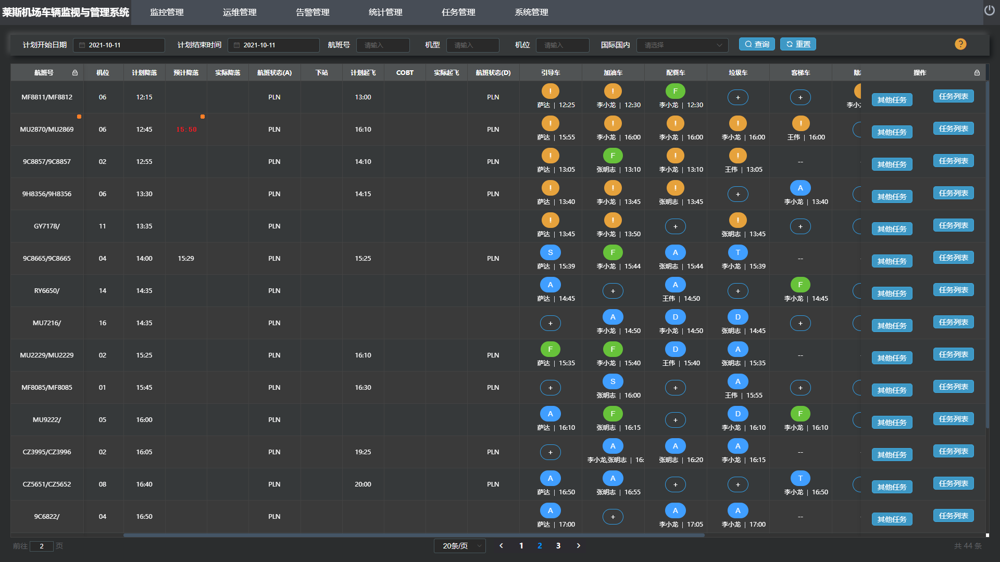 莱斯机场车辆监视与管理系统 监控管理 运维管理 告警管理 统计管理 任务管理 系统管理
计划开始日期 2021-10-11 计划结束时间 2021-10-11 航班号 请输入 机型 请输入 机位 请输入 国际国内 请选择 查询 重置 ?
航班号 机位 计划降落 预计降落 实际降落 航班状态(A) 下站 计划起飞 COBT 实际起飞 航班状态(D) 引导车 加油车 配餐车 垃圾车 客梯车 操作
! ! F + +
MF8811/MF8812 06 12:15 PLN 13:00 PLN 其他任务 任务列表
萨达 | 12:25 李小龙 | 12:30 李小龙 | 12:30 李小
! ! ! ! !
MU2870/MU2869 06 12:45 15:50 PLN 16:10 PLN 其他任务 任务列表
萨达 | 15:55 李小龙 | 16:00 李小龙 | 16:00 李小龙 | 16:00 王伟 | 16:00
! F ! !
9C8857/9C8857 02 12:55 PLN 14:10 PLN -- 其他任务 任务列表
萨达 | 13:05 张明志 | 13:10 李小龙 | 13:10 王伟 | 13:05
! ! ! + A
9H8356/9H8356 06 13:30 PLN 14:15 PLN 其他任务 任务列表
萨达 | 13:40 李小龙 | 13:45 张明志 | 13:45 李小龙 | 13:40
! ! + ! +
GY7178/ 11 13:35 PLN 其他任务 任务列表
萨达 | 13:45 李小龙 | 13:50 张明志 | 13:45
S F A T
9C8665/9C8665 04 14:00 15:29 PLN 15:25 PLN -- 其他任务 任务列表
萨达 | 15:39 李小龙 | 15:44 张明志 | 15:44 李小龙 | 15:39
A + A + F
RY6650/ 14 14:35 PLN 其他任务 任务列表
萨达 | 14:45 王伟 | 14:50 李小龙 | 14:45
+ A D D +
MU7216/ 16 14:35 PLN 其他任务 任务列表
李小龙 | 14:50 李小龙 | 14:50 张明志 | 14:45
F F D A
MU2229/MU2229 02 15:25 PLN 16:10 PLN -- 其他任务 任务列表
萨达 | 15:35 李小龙 | 15:40 王伟 | 15:40 张明志 | 15:35
+ S + A +
MF8085/MF8085 01 15:45 PLN 16:30 PLN 其他任务 任务列表
张明志 | 16:00 王伟 | 15:55
A F + D F
MU9222/ 05 16:00 PLN 其他任务 任务列表
萨达 | 16:10 张明志 | 16:15 李小龙 | 16:10 李小龙 | 16:10
+ A A A
CZ3995/CZ3996 02 16:05 PLN 19:25 PLN -- 其他任务 任务列表
李小龙,张明志 | 16: 张明志 | 16:20 李小龙 | 16:15
A A + + T
CZ5651/CZ5652 08 16:40 PLN 20:00 PLN 其他任务 任务列表
萨达 | 16:50 张明志 | 16:55 李小龙 | 16:50
A + A A
9C6822/ 04 16:50 PLN -- 其他任务 任务列表
萨达 | 17:00 李小龙 | 17:05 李小龙 | 17:00
前往 2 页 20条/页 < 1 2 3 > 共 44 条